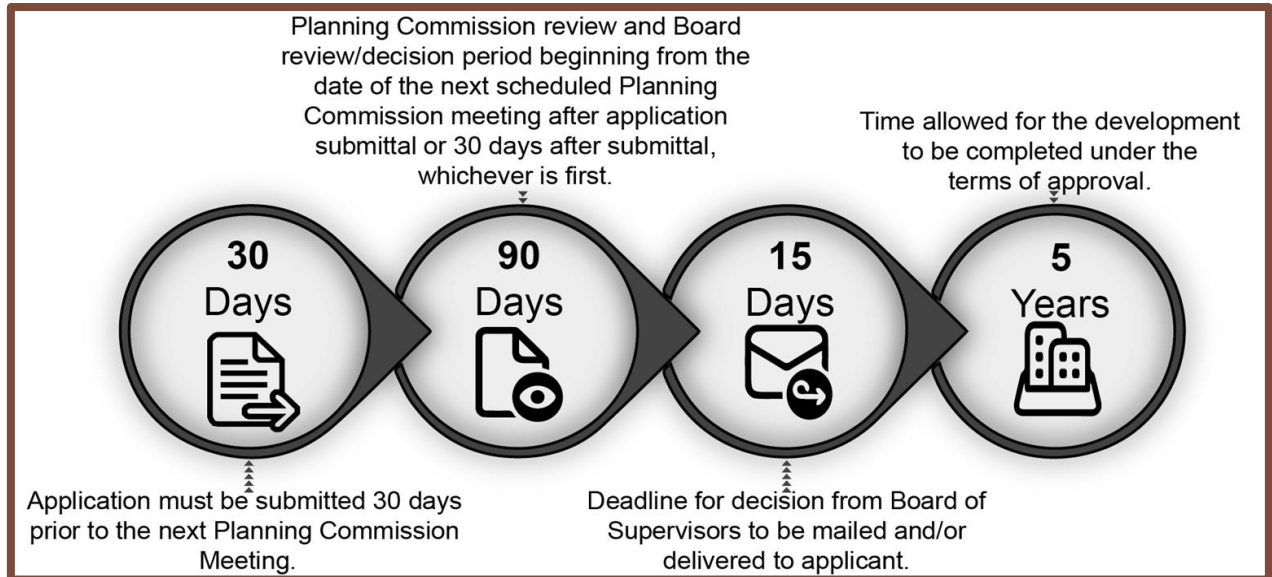 Planning Commission review and Board
review/decision period beginning from the
date of the next scheduled Planning
Commission meeting after application
submittal or 30 days after submittal,
whichever is first.
Time allowed for the development
to be completed under the
terms of approval.
30
Days
90
Days
15
Days
5
Years
Application must be submitted 30 days
prior to the next Planning Commission
Meeting.
Deadline for decision from Board of
Supervisors to be mailed and/or
delivered to applicant.